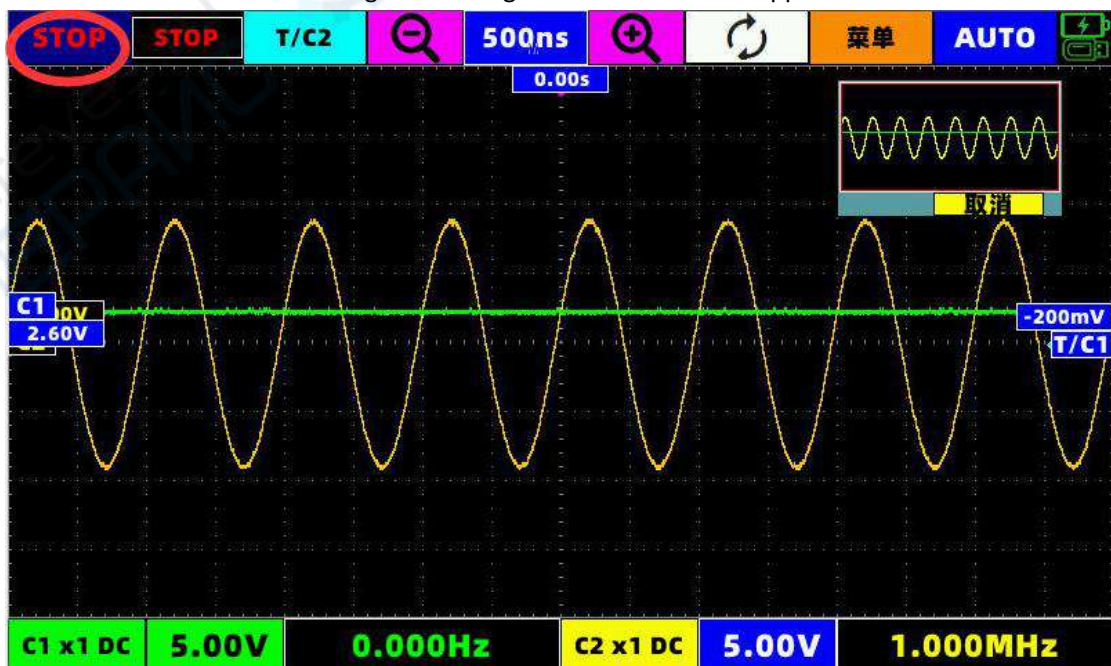 STOP STOP T/C2 500ns 菜单 AUTO
0.00s
取消
C1
00V
2.60V
-200mV
T/C1
C1 x1 DC 5.00V 0.000Hz C2 x1 DC 5.00V 1.000MHz